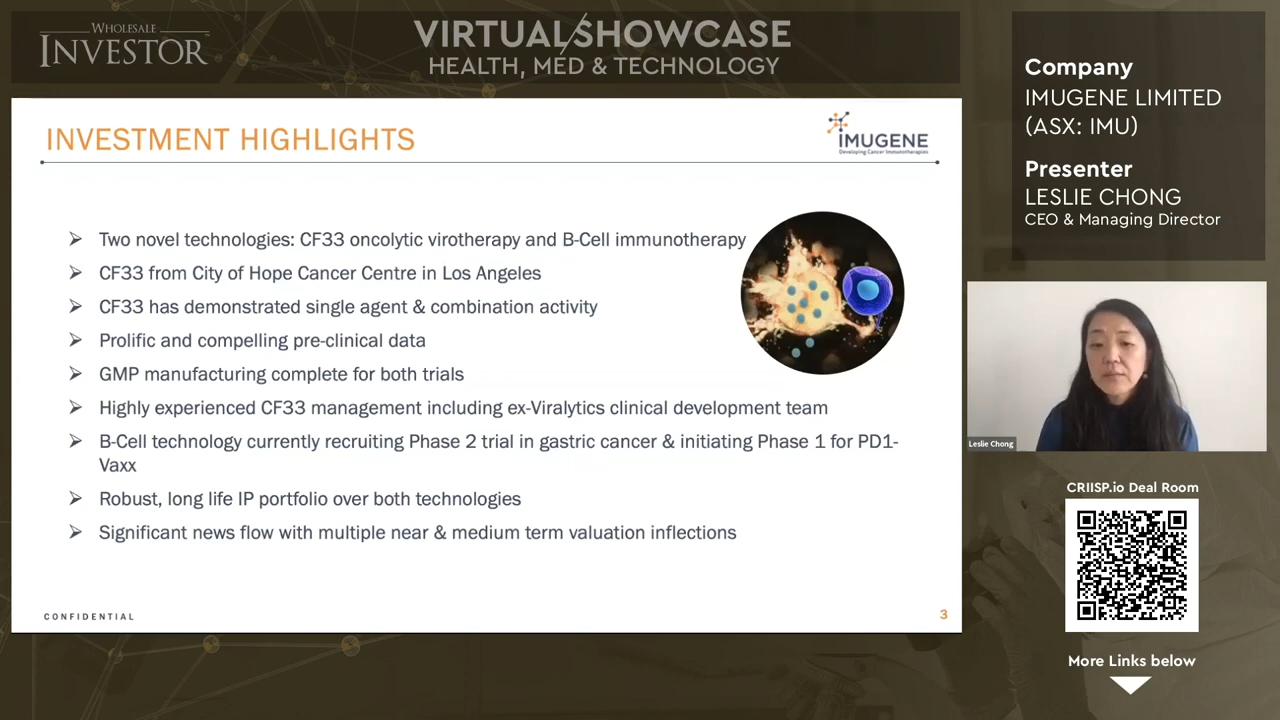 WHOLESALE
INVESTOR
VIRTUAL SHOWCASE
HEALTH, MED & TECHNOLOGY
INVESTMENT HIGHLIGHTS
IMUGENE
Developing Cancer Immunotherapies
➢ Two novel technologies: CF33 oncolytic virotherapy and B-Cell immunotherapy
➢ CF33 from City of Hope Cancer Centre in Los Angeles
➢ CF33 has demonstrated single agent & combination activity
➢ Prolific and compelling pre-clinical data
➢ GMP manufacturing complete for both trials
➢ Highly experienced CF33 management including ex-Viralytics clinical development team
➢ B-Cell technology currently recruiting Phase 2 trial in gastric cancer & initiating Phase 1 for PD1-
Vaxx
➢ Robust, long life IP portfolio over both technologies
➢ Significant news flow with multiple near & medium term valuation inflections
CONFIDENTIAL
3
Company
IMUGENE LIMITED
(ASX: IMU)
Presenter
LESLIE CHONG
CEO & Managing Director
Leslie Chong
CRIISP.io Deal Room
More Links below